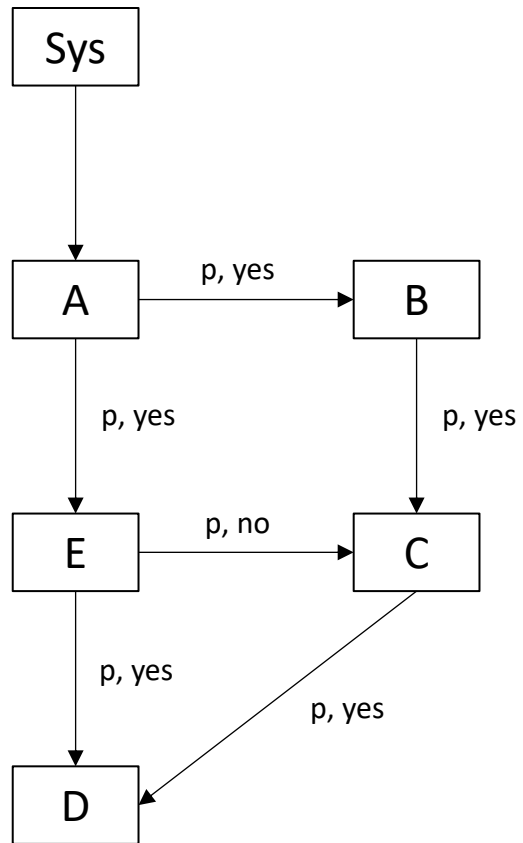 Sys
p, yes
A
B
p, yes
p, yes
p, no
E
C
p, yes
p, yes
D